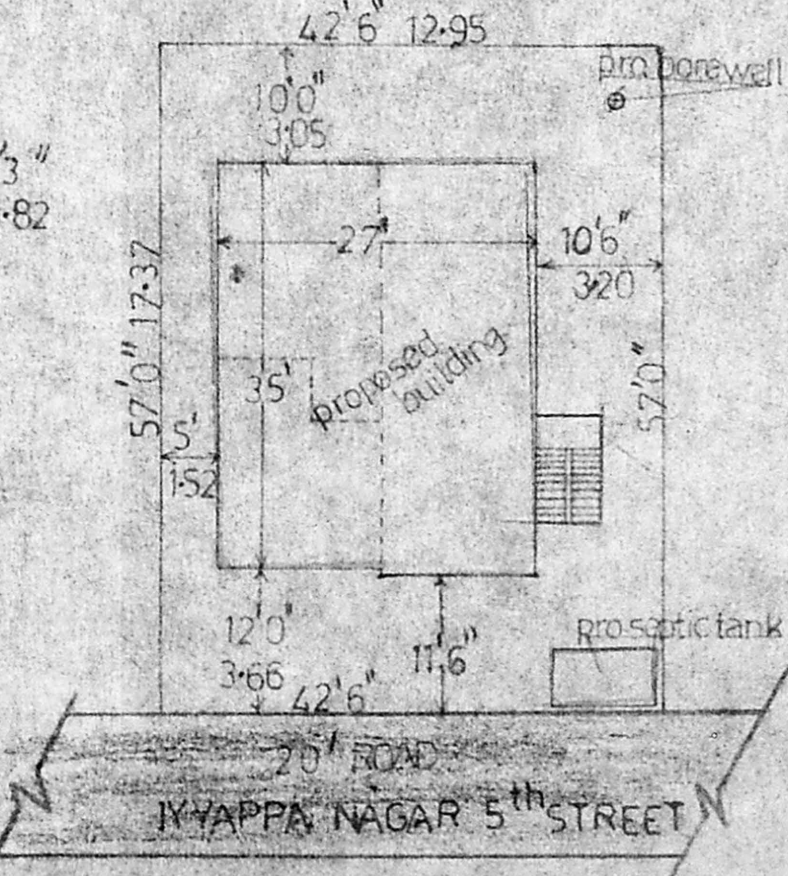 42'6" 12.95
pro. borewell
10'0"
3.05
'3"
.82
27'
10'6"
3.20
57'0" 17.37
35'
proposed
building
57'0"
5'
1.52
pro septic tank
12'0"
3.66
11'.6"
42'6"
20' ROAD
IYYAPPA NAGAR 5th STREET